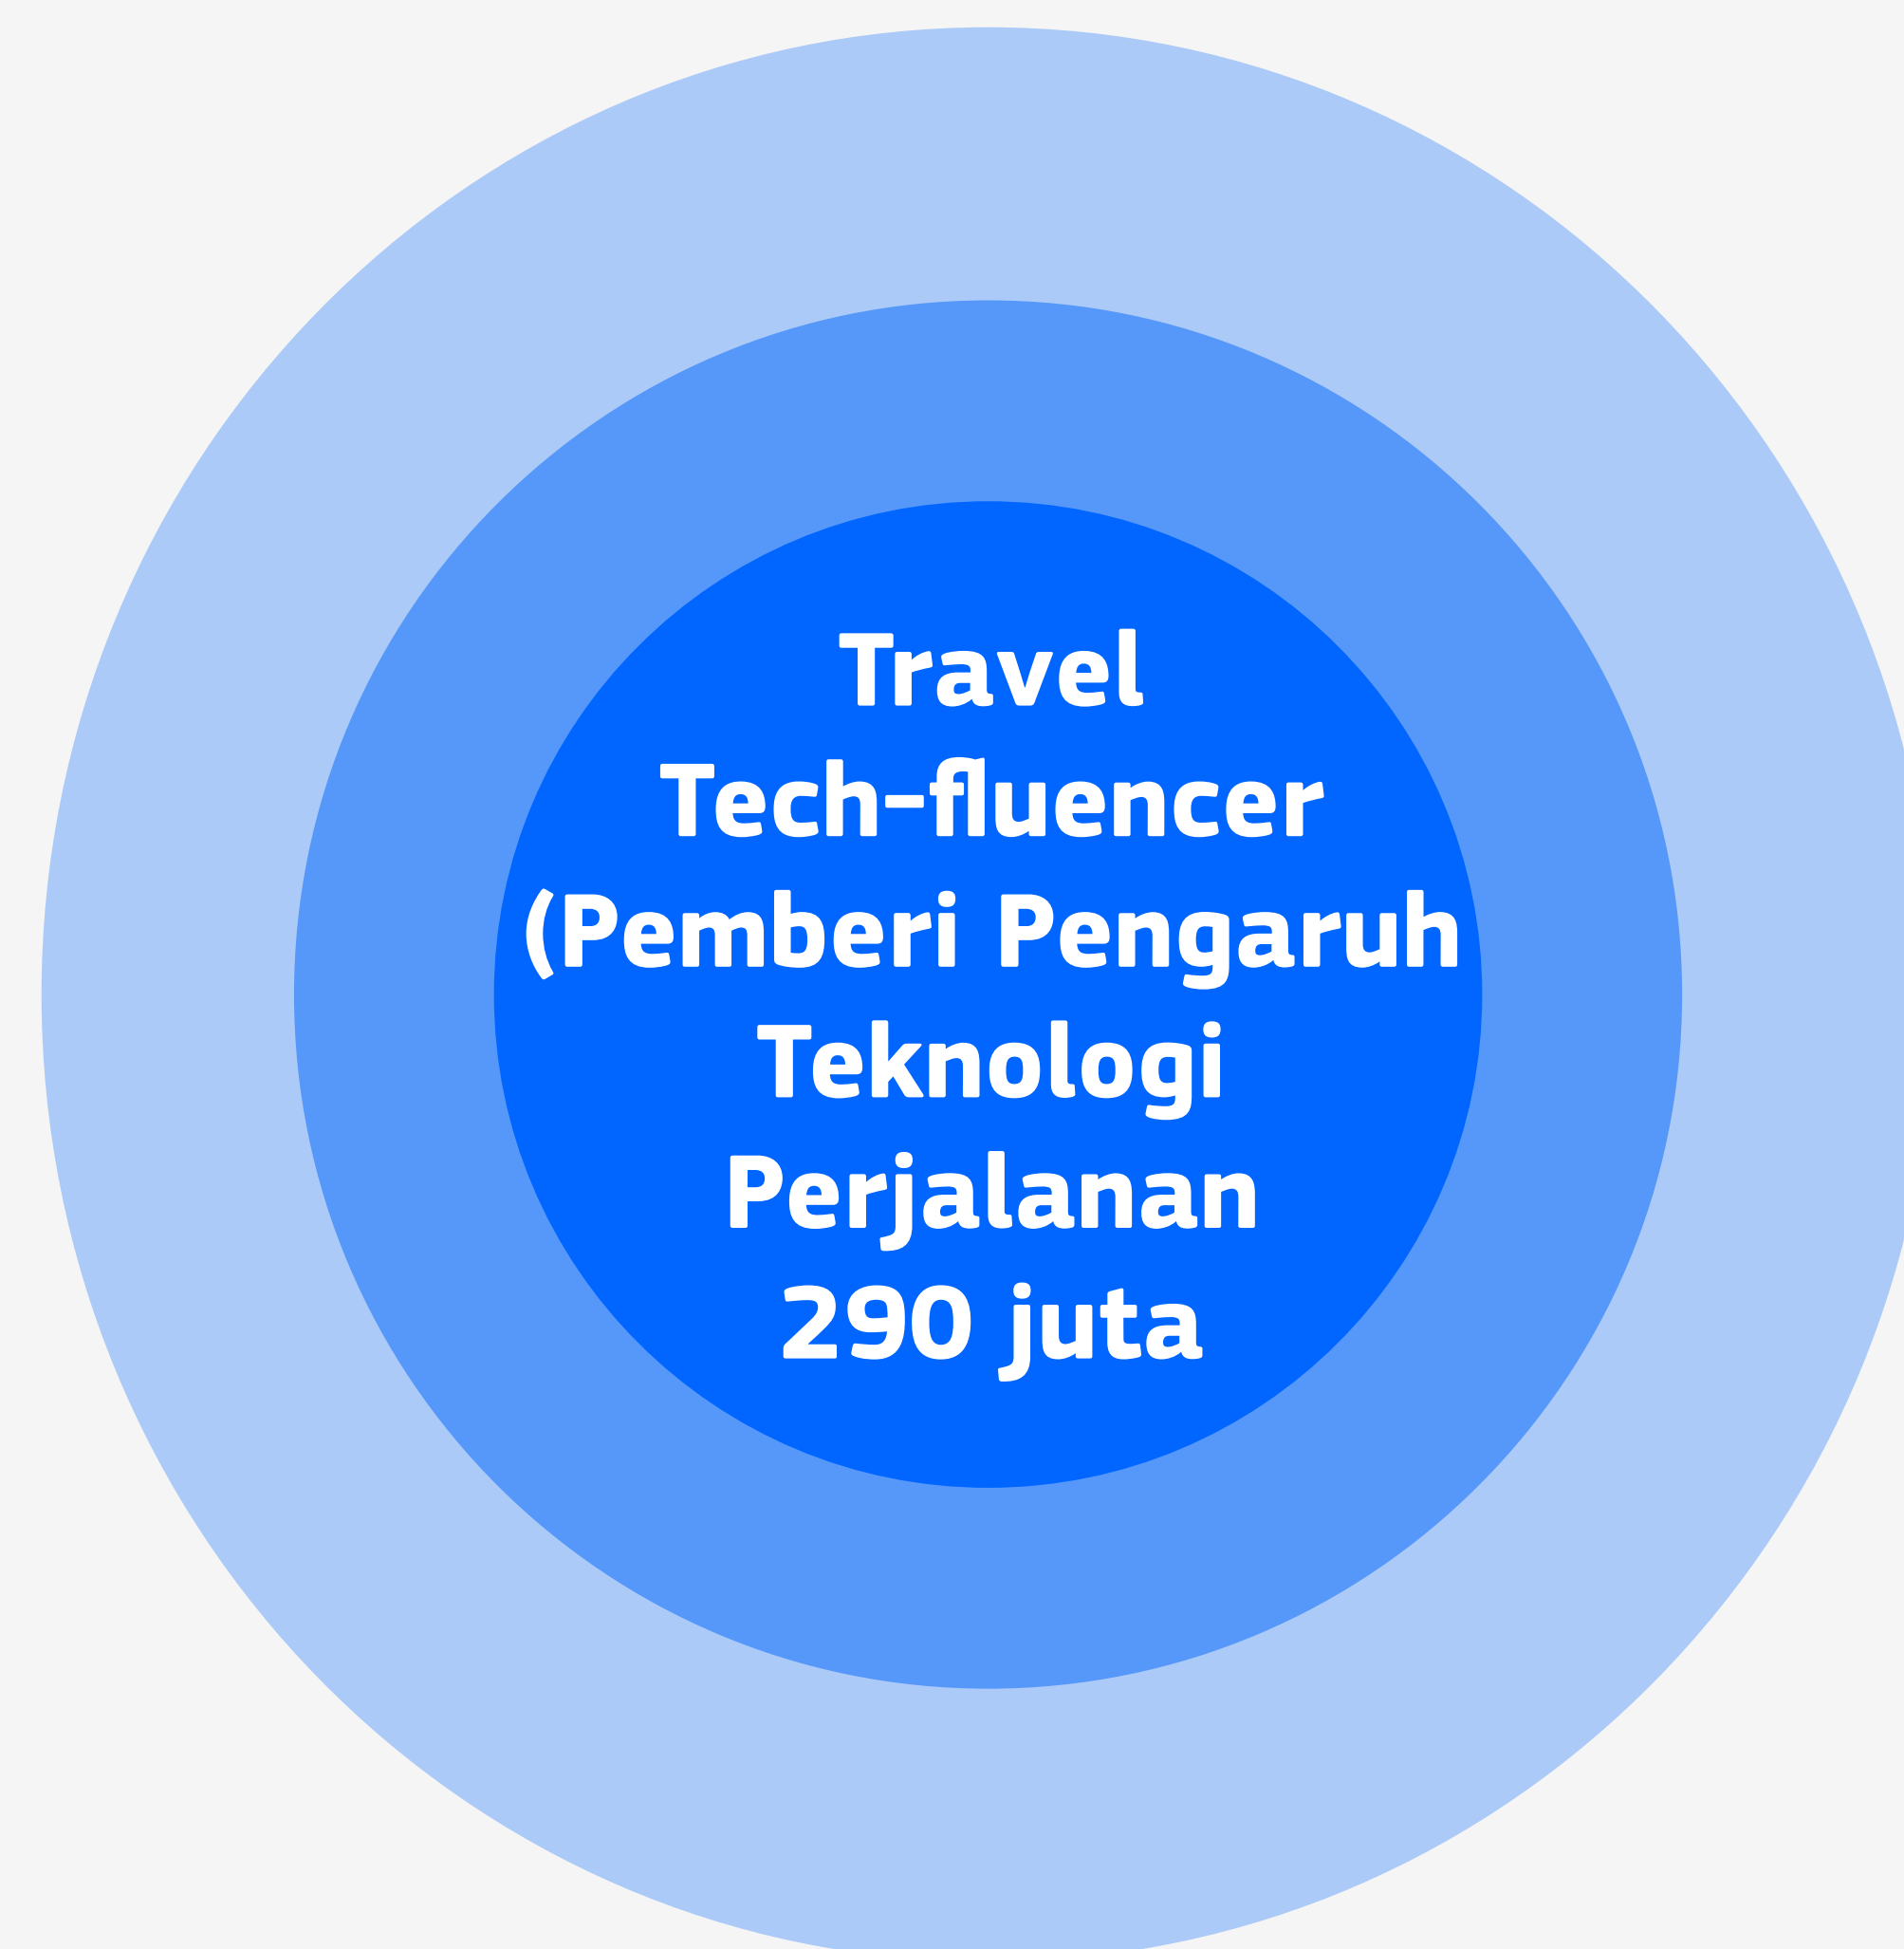 Travel
Tech-fluencer
(Pemberi Pengaruh
Teknologi
Perjalanan
290 juta